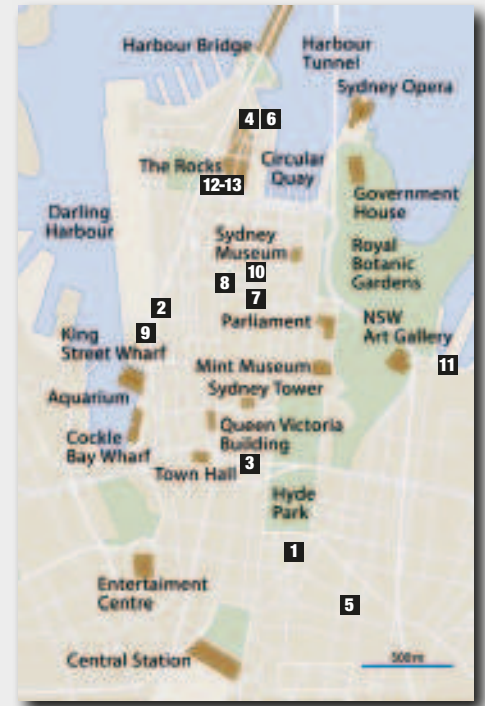 Harbour Bridge
Harbour
Tunnel
Sydney Opera
4 6
The Rocks
12-13
Circular
Quay
Government
House
Darling
Harbour
Sydney
Museum
Royal
Botanic
Gardens
10
8
7
2
Parliament
NSW
Art Gallery
9
King
Street Wharf
11
Mint Museum
Aquarium
Sydney Tower
Queen Victoria
Building
Cockle
Bay Wharf
Town Hall
3
Hyde
Park
1
Entertaiment
Centre
5
Central Station
500m